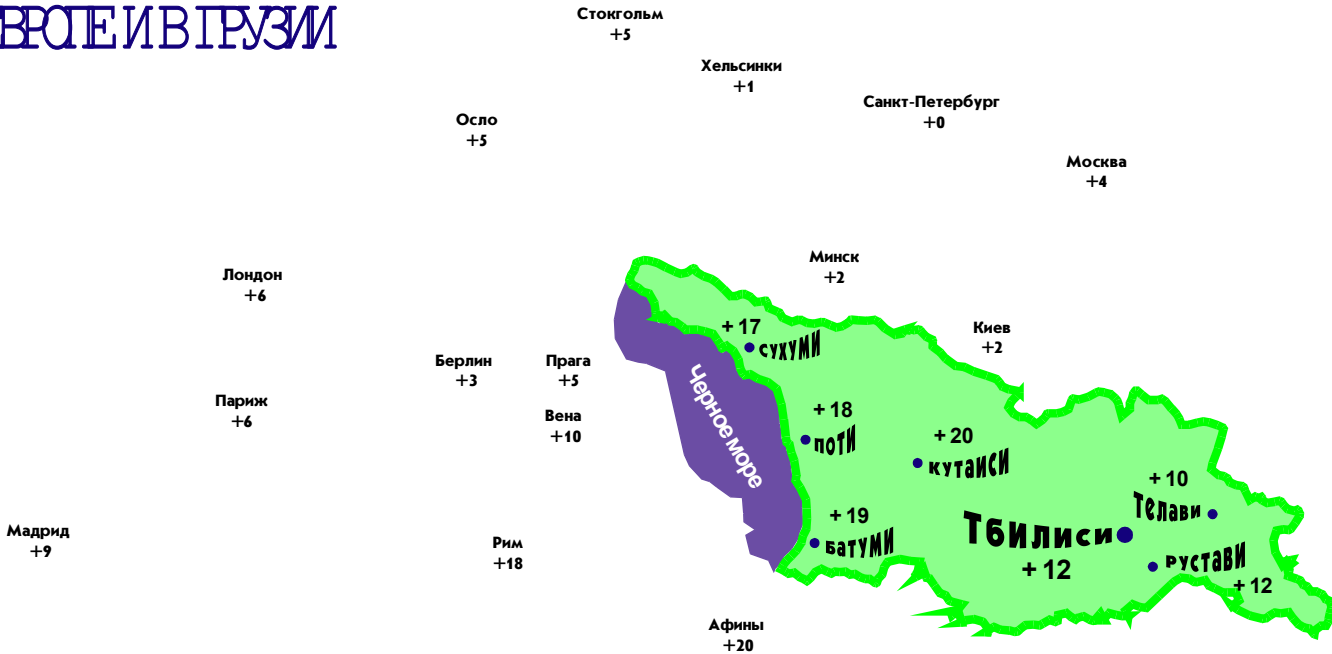 ВРОПЕ И В ГРУЗИИ
Стокгольм
+5
Хельсинки
+1
Санкт-Петербург
+0
Осло
+5
Москва
+4
Минск
+2
Лондон
+6
Киев
+2
+ 17
СУХУМИ
Берлин
+3
Прага
+5
Париж
+6
Вена
+10
Черное море
+ 18
ПОТИ
+ 20
КУТАИСИ
+ 10
Телави
+ 19
БАТУМИ
Тбилиси
+ 12
Мадрид
+9
Рим
+18
РУСТАВИ
+ 12
Афины
+20